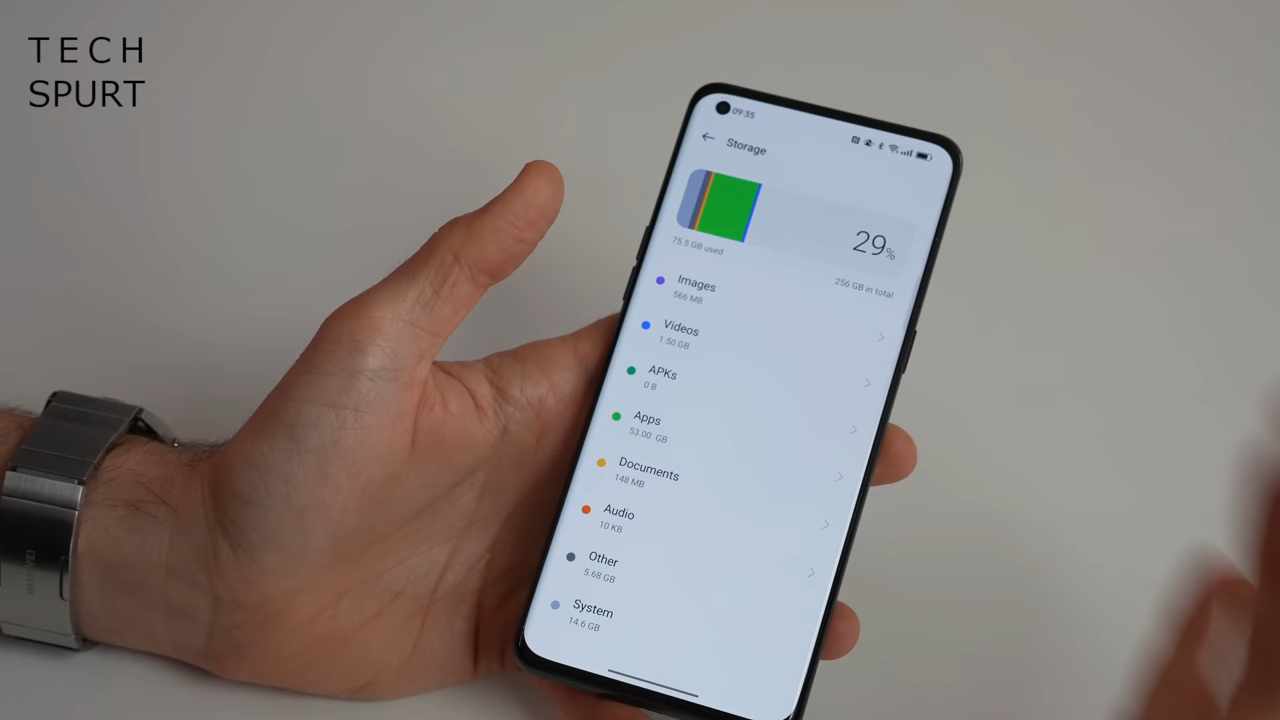 TECH
SPURT
09:35
Storage
29%
75.5 GB used
256 GB in total
Images
566 MB
Videos
1.50 GB
APKs
0 B
Apps
53.00 GB
Documents
148 MB
Audio
10 KB
Other
5.68 GB
System
14.6 GB